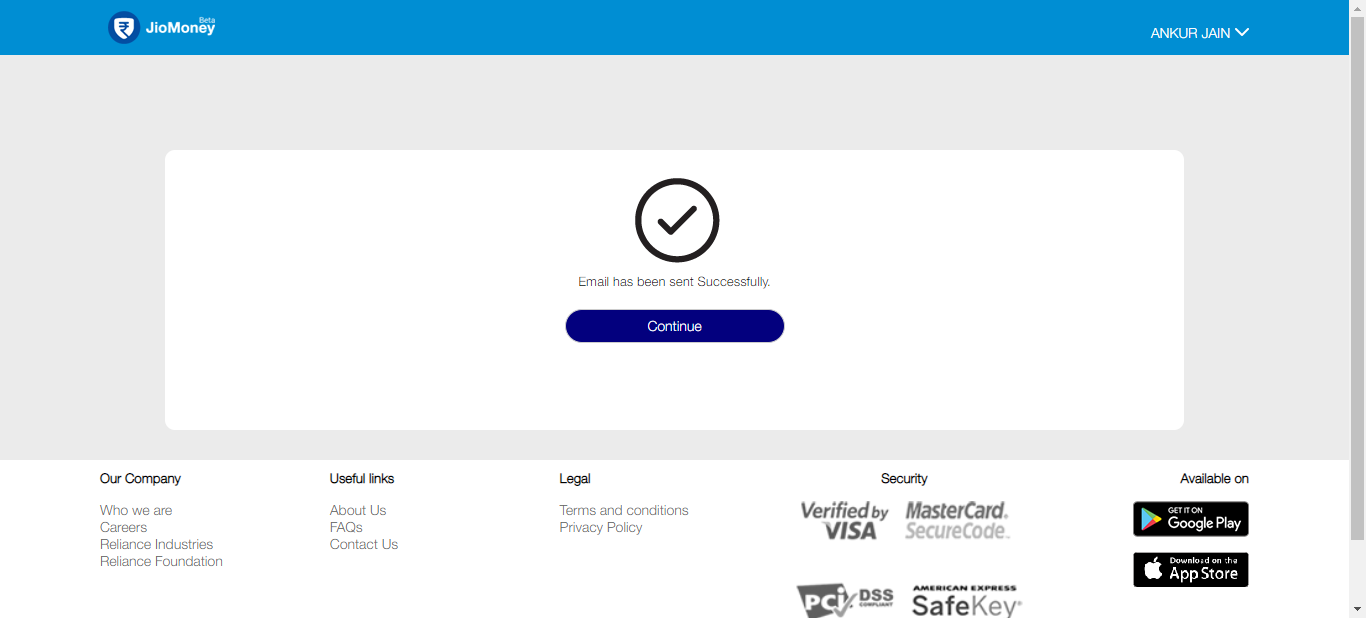 JioMoney
Beta
ANKUR JAIN
Email has been sent Successfully.
Continue
Our Company
Who we are
Careers
Reliance Industries
Reliance Foundation
Useful links
About Us
FAQs
Contact Us
Legal
Terms and conditions
Privacy Policy
Security
Verified by
VISA
MasterCard.
SecureCode.
PCI DSS
COMPLIANT
AMERICAN EXPRESS
SafeKey®
Available on
GET IT ON
Google Play
Download on the
App Store